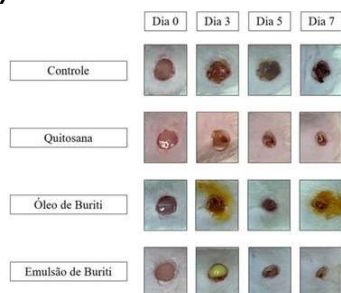 Dia 0 Dia 3 Dia 5 Dia 7
Controle
Quitosana
Óleo de Buriti
Emulsão de Buriti